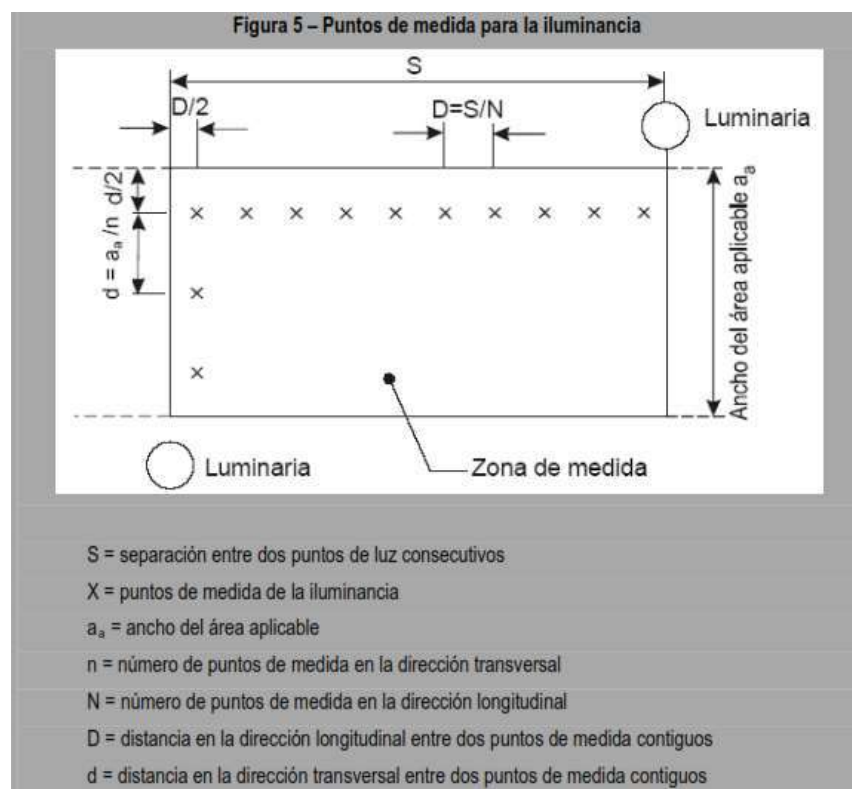 Figura 5 – Puntos de medida para la iluminancia
S
D/2
D=S/N
Luminaria
d/2
d = aₐ /n
Ancho del área aplicable aₐ
Luminaria
Zona de medida
S = separación entre dos puntos de luz consecutivos
X = puntos de medida de la iluminancia
aₐ = ancho del área aplicable
n = número de puntos de medida en la dirección transversal
N = número de puntos de medida en la dirección longitudinal
D = distancia en la dirección longitudinal entre dos puntos de medida contiguos
d = distancia en la dirección transversal entre dos puntos de medida contiguos